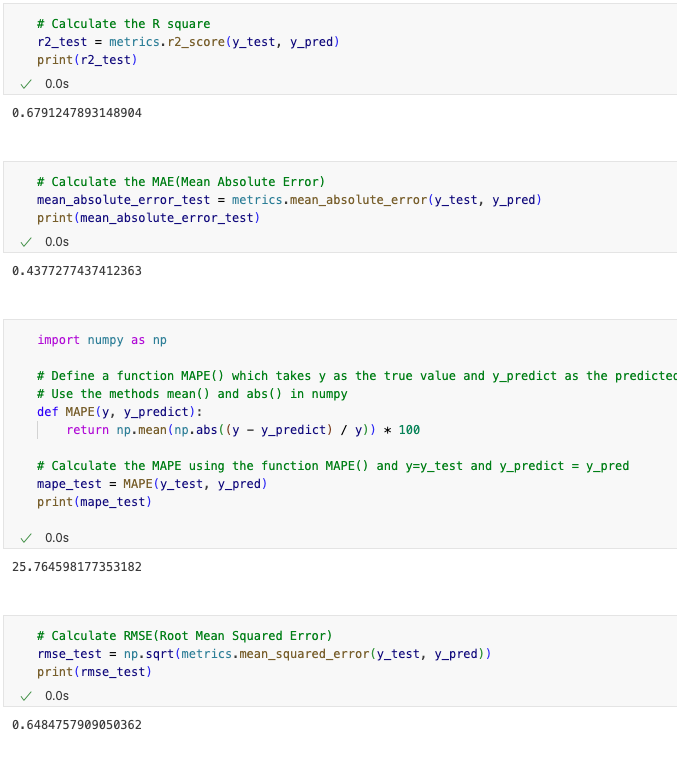 # Calculate the R square
r2_test = metrics.r2_score(y_test, y_pred)
print(r2_test)
0.0s
0.6791247893148904
# Calculate the MAE(Mean Absolute Error)
mean_absolute_error_test = metrics.mean_absolute_error(y_test, y_pred)
print(mean_absolute_error_test)
0.0s
0.4377277437412363
import numpy as np
# Define a function MAPE() which takes y as the true value and y_predict as the predicted
# Use the methods mean() and abs() in numpy
def MAPE(y, y_predict):
return np.mean(np.abs((y - y_predict) / y)) * 100
# Calculate the MAPE using the function MAPE() and y=y_test and y_predict = y_pred
mape_test = MAPE(y_test, y_pred)
print(mape_test)
0.0s
25.764598177353182
# Calculate RMSE(Root Mean Squared Error)
rmse_test = np.sqrt(metrics.mean_squared_error(y_test, y_pred))
print(rmse_test)
0.0s
0.6484757909050362